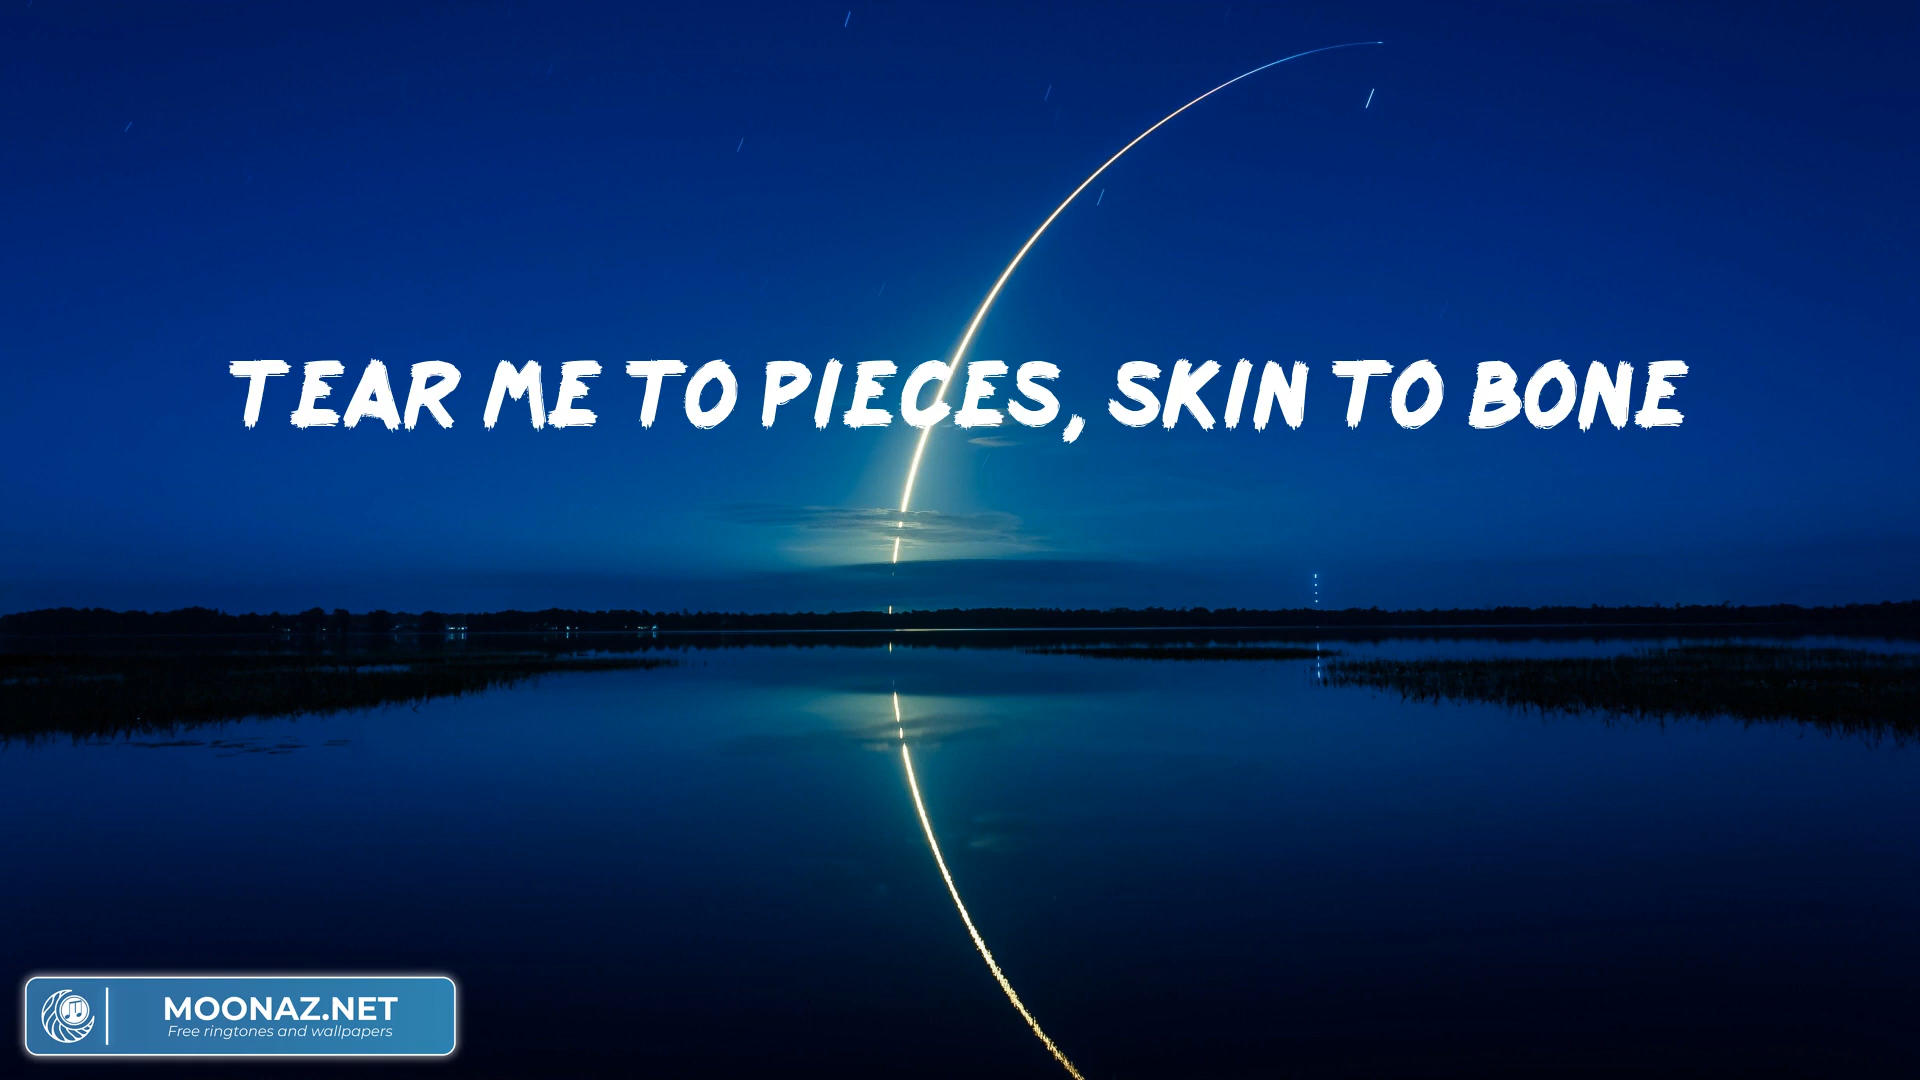 TEAR ME TO PIECES, SKIN TO BONE
MOONAZ.NET
Free ringtones and wallpapers